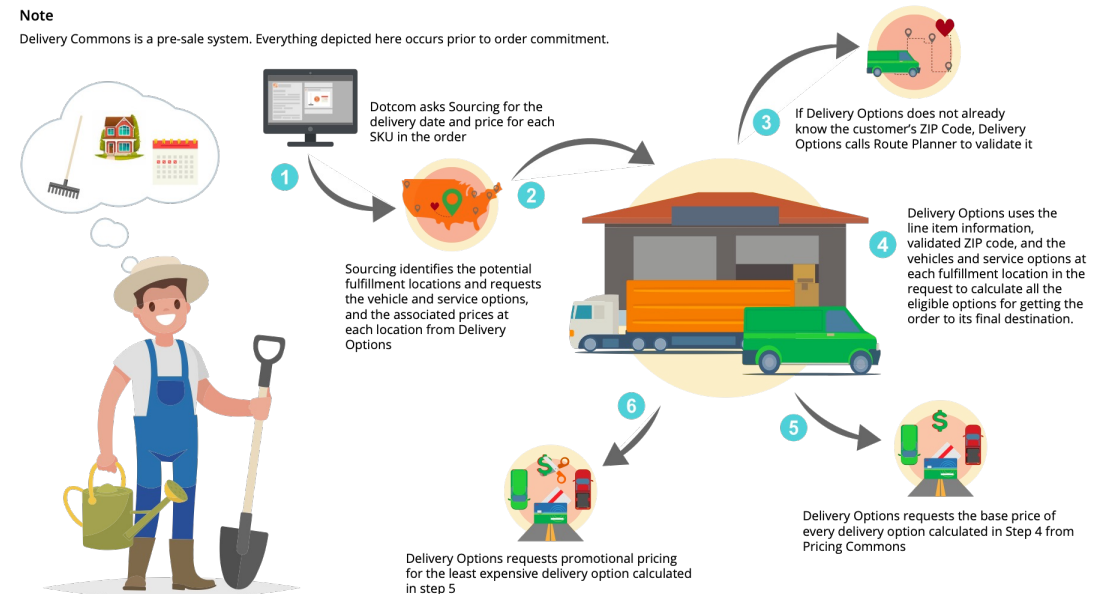 Note
Delivery Commons is a pre-sale system. Everything depicted here occurs prior to order commitment.
Dotcom asks Sourcing for the
delivery date and price for each
SKU in the order
1
Sourcing identifies the potential
fulfillment locations and requests
the vehicle and service options,
and the associated prices at
each location from Delivery
Options
2
3
If Delivery Options does not already
know the customer's ZIP Code, Delivery
Options calls Route Planner to validate it
4
Delivery Options uses the
line item information,
validated ZIP code, and the
vehicles and service options at
each fulfillment location in the
request to calculate all the
eligible options for getting the
order to its final destination.
5
$
Delivery Options requests the base price of
every delivery option calculated in Step 4 from
Pricing Commons
6
$
Delivery Options requests promotional pricing
for the least expensive delivery option calculated
in step 5